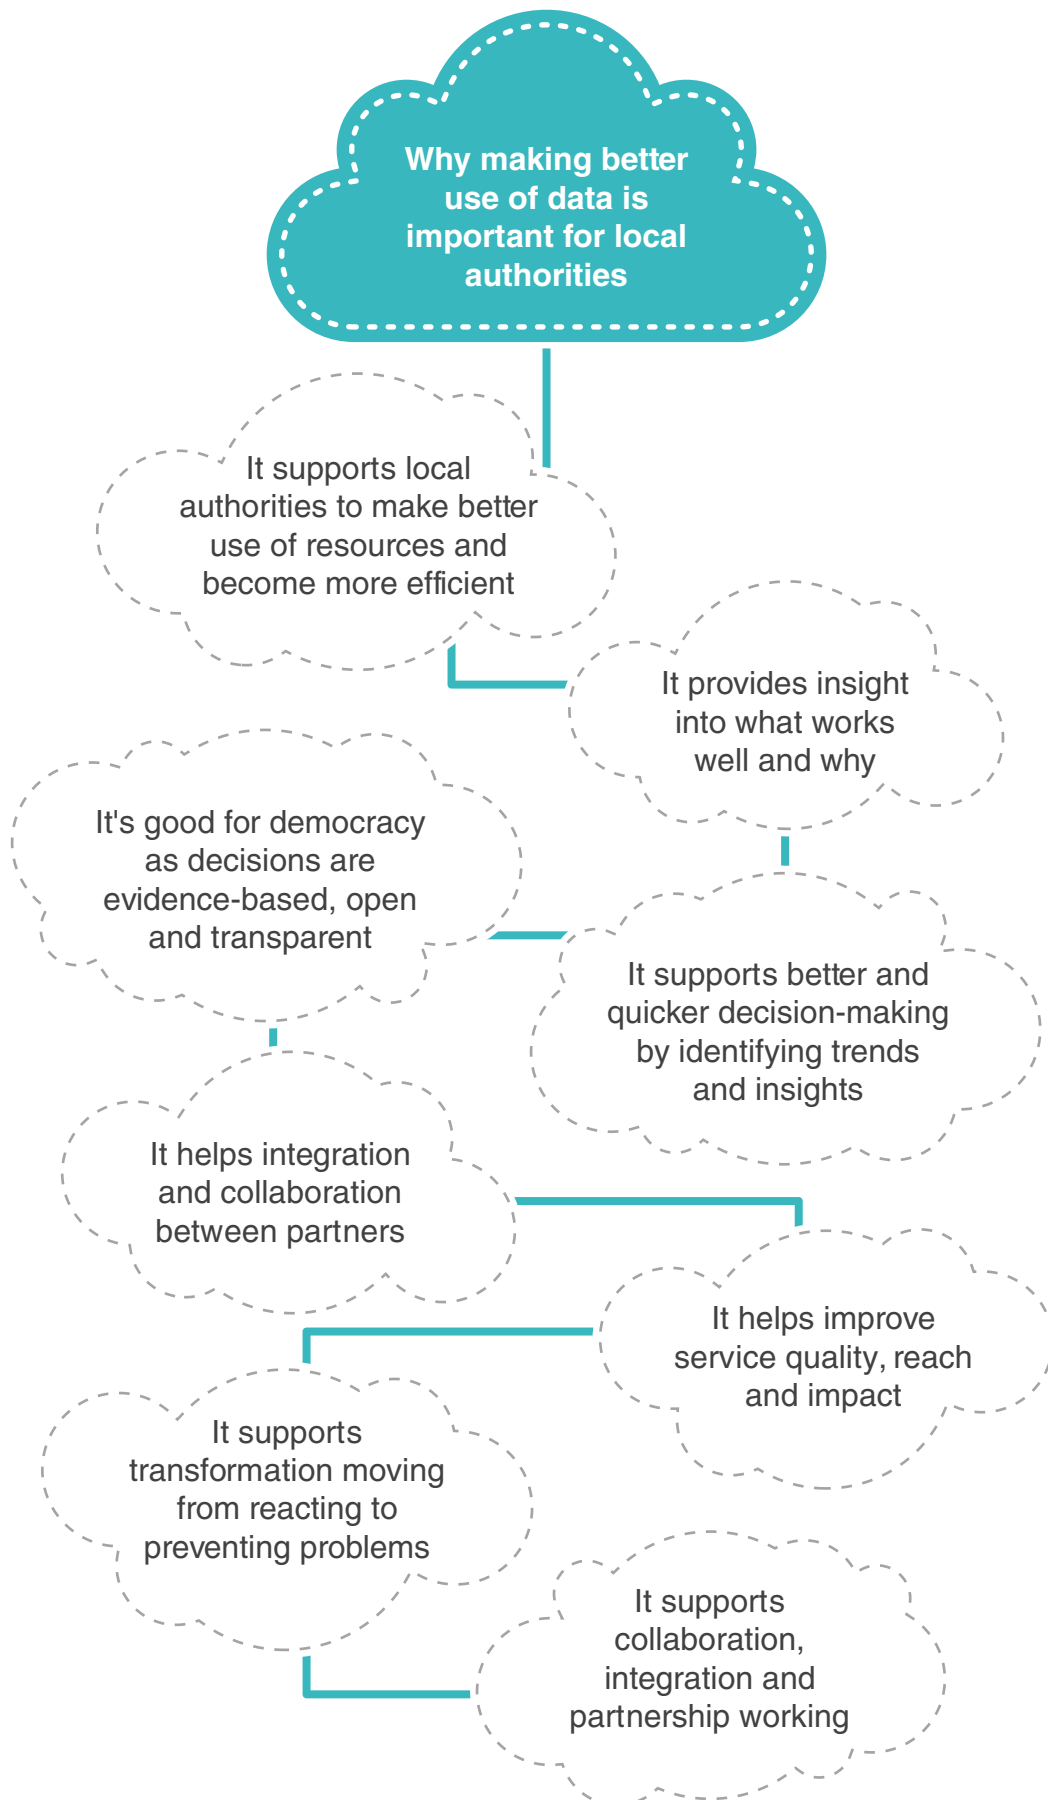 Why making better
use of data is
important for local
authorities
It supports local
authorities to make better
use of resources and
become more efficient
It provides insight
into what works
well and why
It's good for democracy
as decisions are
evidence-based, open
and transparent
It supports better and
quicker decision-making
by identifying trends
and insights
It helps integration
and collaboration
between partners
It helps improve
service quality, reach
and impact
It supports
transformation moving
from reacting to
preventing problems
It supports
collaboration,
integration and
partnership working